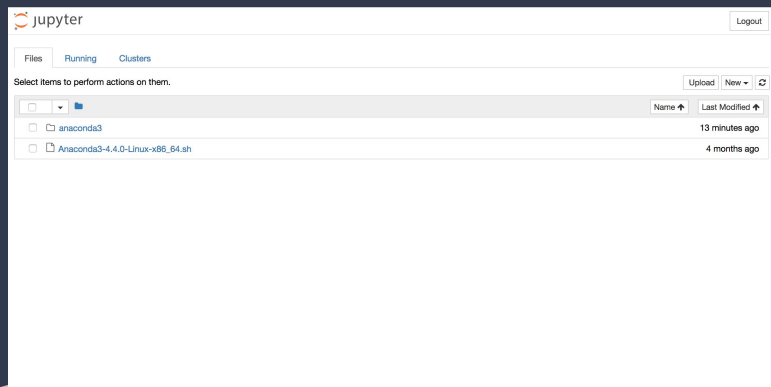 jupyter
Logout
Files Running Clusters
Select items to perform actions on them.
Upload New
Name Last Modified
anaconda3 13 minutes ago
Anaconda3-4.4.0-Linux-x86_64.sh 4 months ago